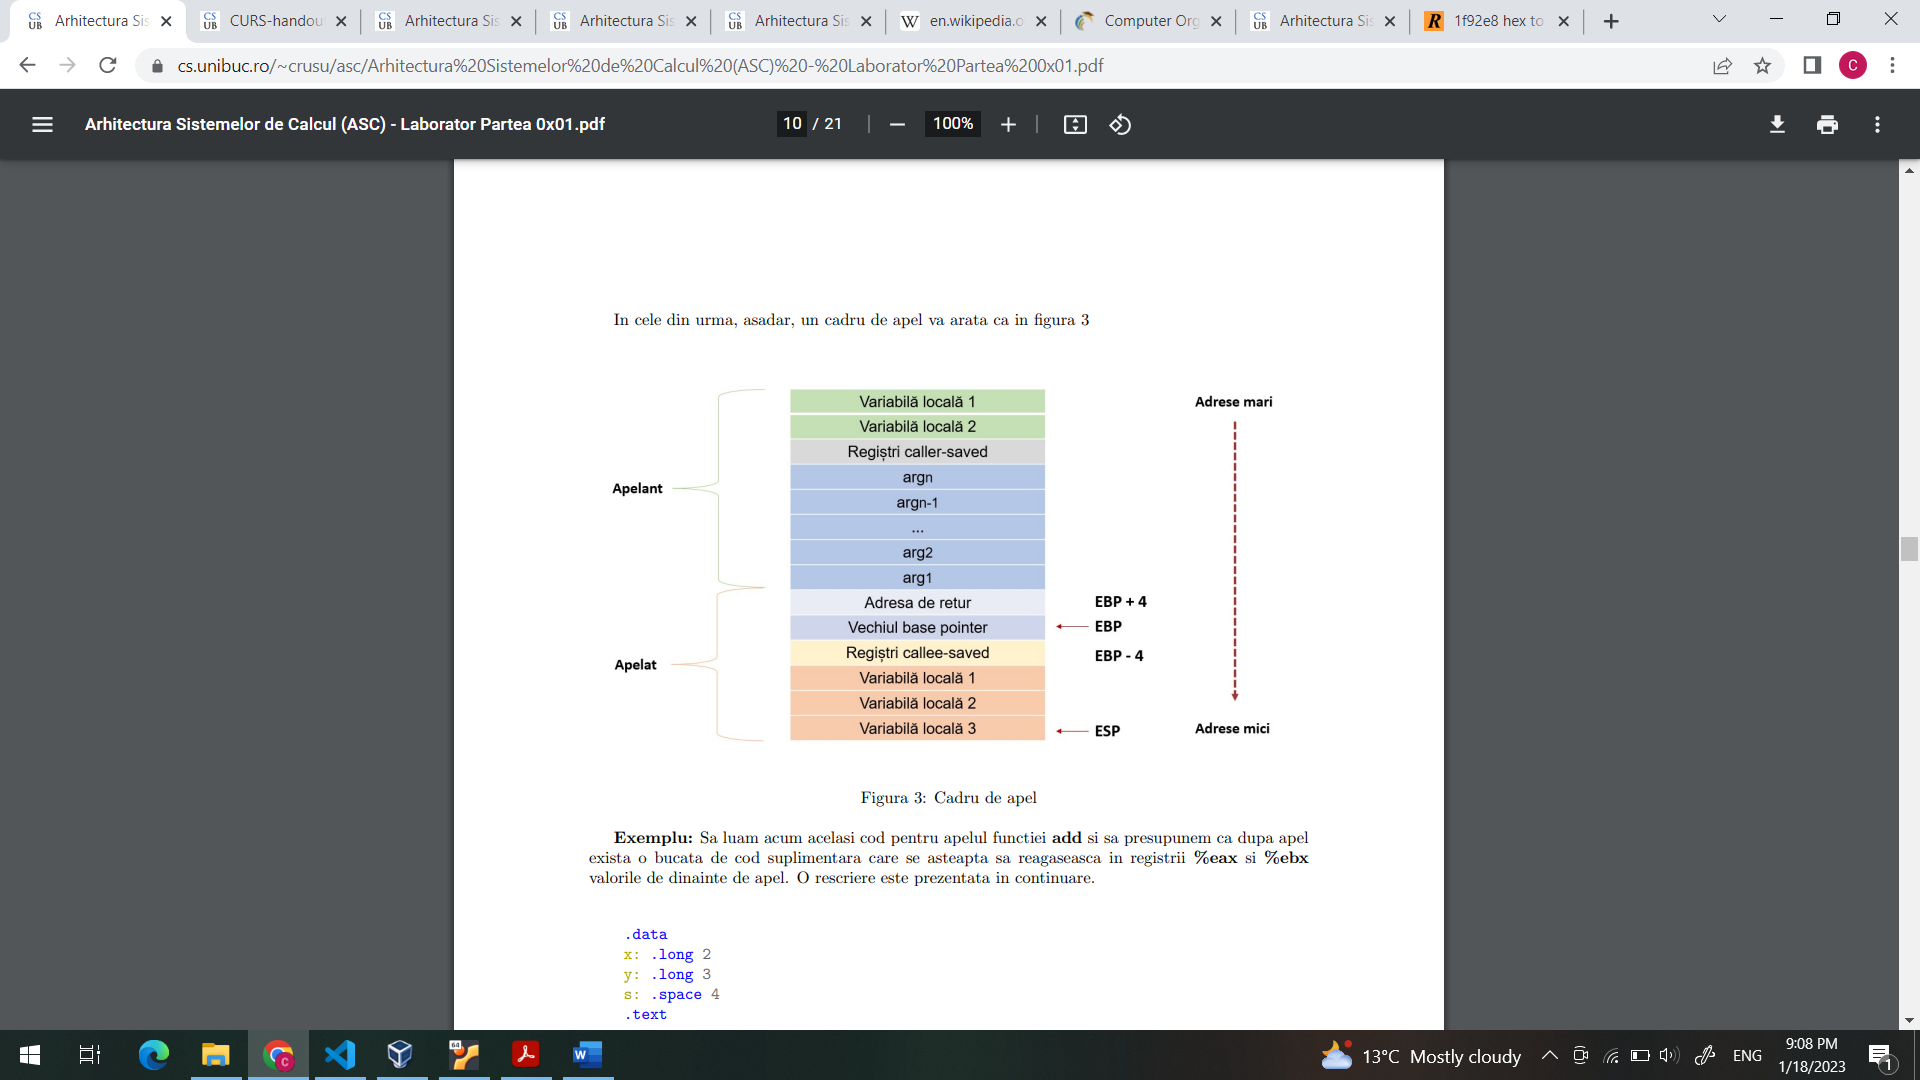 Arhitectura Sis
CURS-handou
Arhitectura Sis
Arhitectura Sis
Arhitectura Sis
en.wikipedia.o
Computer Org
Arhitectura Sis
1f92e8 hex to
cs.unibuc.ro/~crusu/asc/Arhitectura%20Sistemelor%20de%20Calcul%20(ASC)%20-%20Laborator%20Partea%200x01.pdf
C
Arhitectura Sistemelor de Calcul (ASC) - Laborator Partea 0x01.pdf
10 / 21
100%
In cele din urma, asadar, un cadru de apel va arata ca in figura 3
Variabilă locală 1
Adrese mari
Variabilă locală 2
Regiștri caller-saved
argn
Apelant
argn-1
...
arg2
arg1
Adresa de retur
EBP + 4
Vechiul base pointer
EBP
Regiștri callee-saved
EBP - 4
Apelat
Variabilă locală 1
Variabilă locală 2
Variabilă locală 3
ESP
Adrese mici
Figura 3: Cadru de apel
Exemplu: Sa luam acum acelasi cod pentru apelul functiei add si sa presupunem ca dupa apel
exista o bucata de cod suplimentara care se asteapta sa reagaseasca in registrii %eax si %ebx
valorile de dinainte de apel. O rescriere este prezentata in continuare.
.data
x: .long 2
y: .long 3
s: .space 4
.text
13°C Mostly cloudy
ENG
9:08 PM
1/18/2023
1